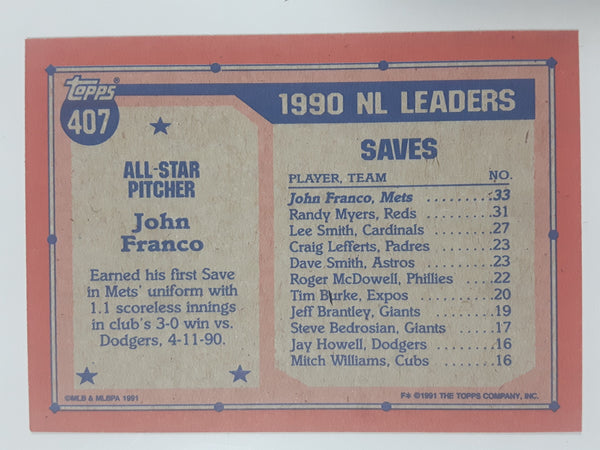 Topps®
407
ALL-STAR
PITCHER
John
Franco
Earned his first Save
in Mets' uniform with
1.1 scoreless innings
in club's 3-0 win vs.
Dodgers, 4-11-90.
©MLB & MLBPA 1991
1990 NL LEADERS
SAVES
PLAYER, TEAM NO.
John Franco, Mets .........33
Randy Myers, Reds ........31
Lee Smith, Cardinals .......27
Craig Lefferts, Padres ......23
Dave Smith, Astros .........23
Roger McDowell, Phillies ....22
Tim Burke, Expos ..........20
Jeff Brantley, Giants ........19
Steve Bedrosian, Giants .....17
Jay Howell, Dodgers .......16
Mitch Williams, Cubs .......16
F* ©1991 THE TOPPS COMPANY, INC.